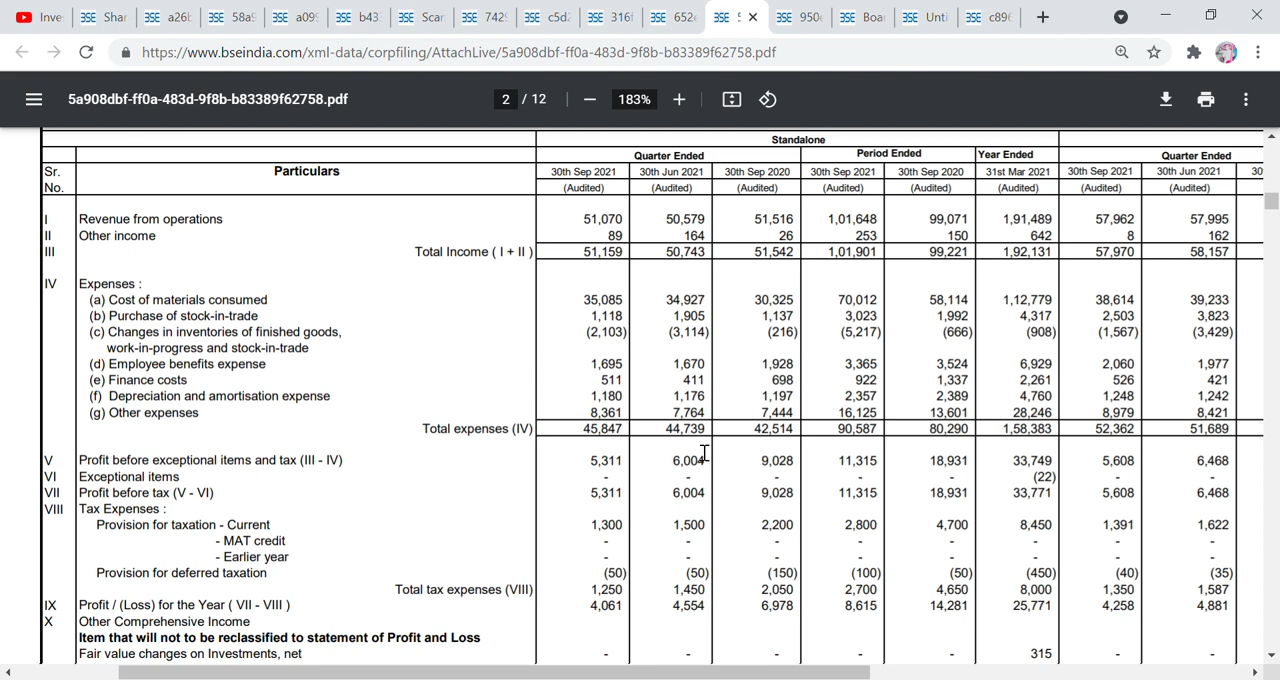 Inve Shar a26b 58a9 a099 b43 Scar 742 c5d 316f 652e 5 950 Boa Unti c896
https://www.bseindia.com/xml-data/corpfiling/AttachLive/5a908dbf-ff0a-483d-9f8b-b83389f62758.pdf
5a908dbf-ff0a-483d-9f8b-b83389f62758.pdf 2 / 12 183%
Standalone
Quarter Ended Period Ended Year Ended Quarter Ended
Sr. No. Particulars 30th Sep 2021 30th Jun 2021 30th Sep 2020 30th Sep 2021 30th Sep 2020 31st Mar 2021 30th Sep 2021 30th Jun 2021 30
(Audited) (Audited) (Audited) (Audited) (Audited) (Audited) (Audited) (Audited)
I Revenue from operations 51,070 50,579 51,516 1,01,648 99,071 1,91,489 57,962 57,995
II Other income 89 164 26 253 150 642 8 162
III Total Income ( I + II ) 51,159 50,743 51,542 1,01,901 99,221 1,92,131 57,970 58,157
IV Expenses :
(a) Cost of materials consumed 35,085 34,927 30,325 70,012 58,114 1,12,779 38,614 39,233
(b) Purchase of stock-in-trade 1,118 1,905 1,137 3,023 1,992 4,317 2,503 3,823
(c) Changes in inventories of finished goods, (2,103) (3,114) (216) (5,217) (666) (908) (1,567) (3,429)
work-in-progress and stock-in-trade
(d) Employee benefits expense 1,695 1,670 1,928 3,365 3,524 6,929 2,060 1,977
(e) Finance costs 511 411 698 922 1,337 2,261 526 421
(f) Depreciation and amortisation expense 1,180 1,176 1,197 2,357 2,389 4,760 1,248 1,242
(g) Other expenses 8,361 7,764 7,444 16,125 13,601 28,246 8,979 8,421
Total expenses (IV) 45,847 44,739 42,514 90,587 80,290 1,58,383 52,362 51,689
V Profit before exceptional items and tax (III - IV) 5,311 6,004 9,028 11,315 18,931 33,749 5,608 6,468
VI Exceptional items - - - - - (22) - -
VII Profit before tax (V - VI) 5,311 6,004 9,028 11,315 18,931 33,771 5,608 6,468
VIII Tax Expenses :
Provision for taxation - Current 1,300 1,500 2,200 2,800 4,700 8,450 1,391 1,622
- MAT credit - - - - - - - -
- Earlier year - - - - - - - -
Provision for deferred taxation (50) (50) (150) (100) (50) (450) (40) (35)
Total tax expenses (VIII) 1,250 1,450 2,050 2,700 4,650 8,000 1,350 1,587
IX Profit / (Loss) for the Year ( VII - VIII ) 4,061 4,554 6,978 8,615 14,281 25,771 4,258 4,881
X Other Comprehensive Income
Item that will not to be reclassified to statement of Profit and Loss
Fair value changes on Investments, net - - - - - 315 - -